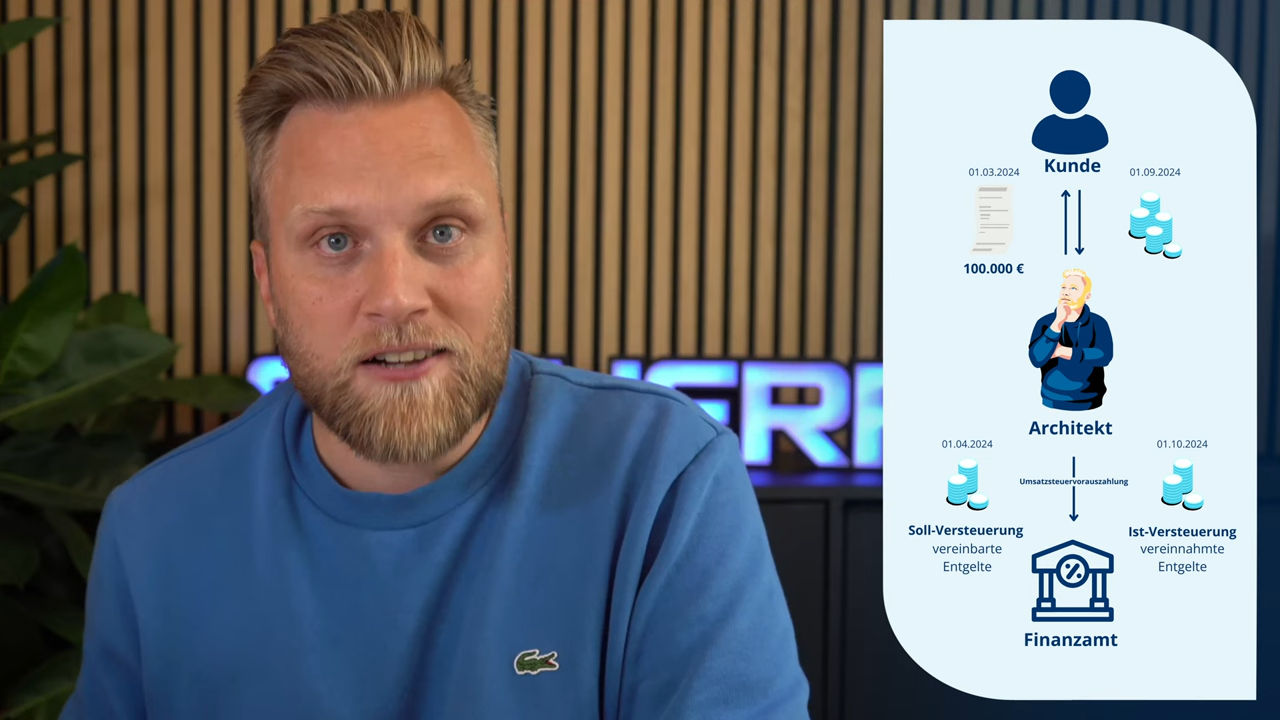 Kunde
01.03.2024
01.09.2024
100.000 €
Architekt
01.04.2024
01.10.2024
Umsatzsteuervorauszahlung
Soll-Versteuerung
vereinbarte
Entgelte
Ist-Versteuerung
vereinnahmte
Entgelte
Finanzamt